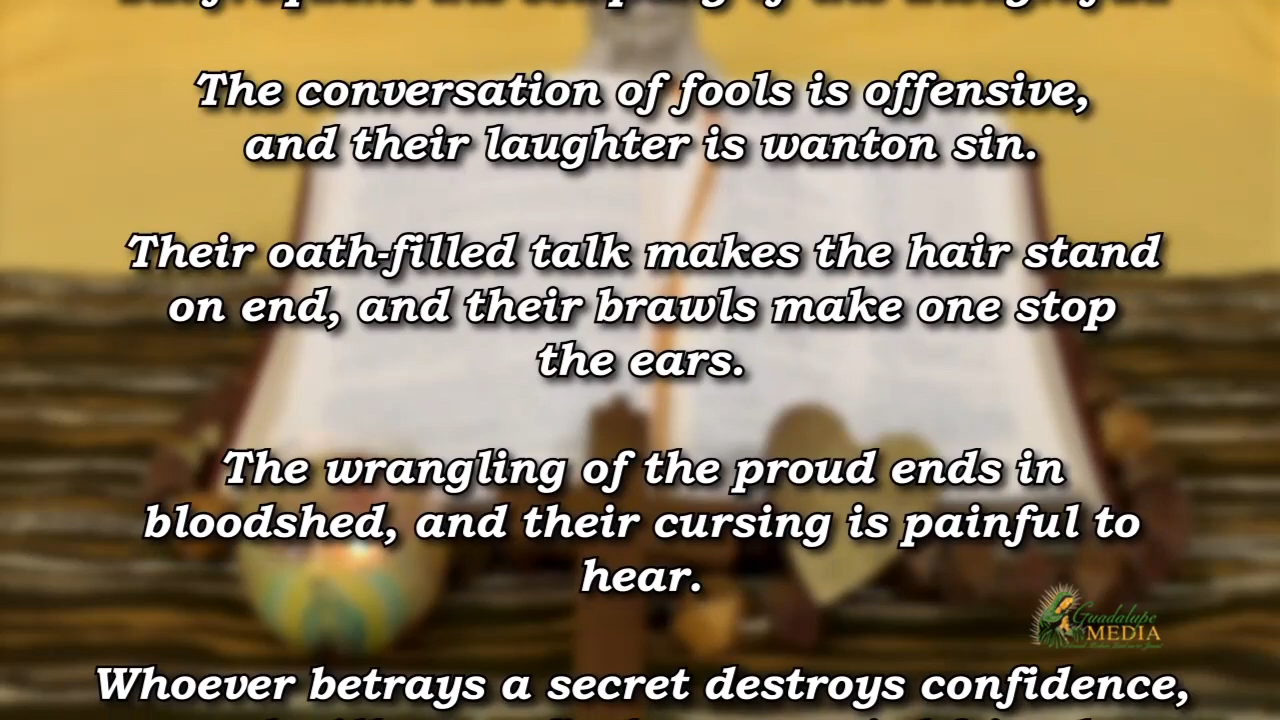 The conversation of fools is offensive,
and their laughter is wanton sin.
Their oath-filled talk makes the hair stand
on end, and their brawls make one stop
the ears.
The wrangling of the proud ends in
bloodshed, and their cursing is painful to
hear.
Guadalupe
MEDIA
Whoever betrays a secret destroys confidence,